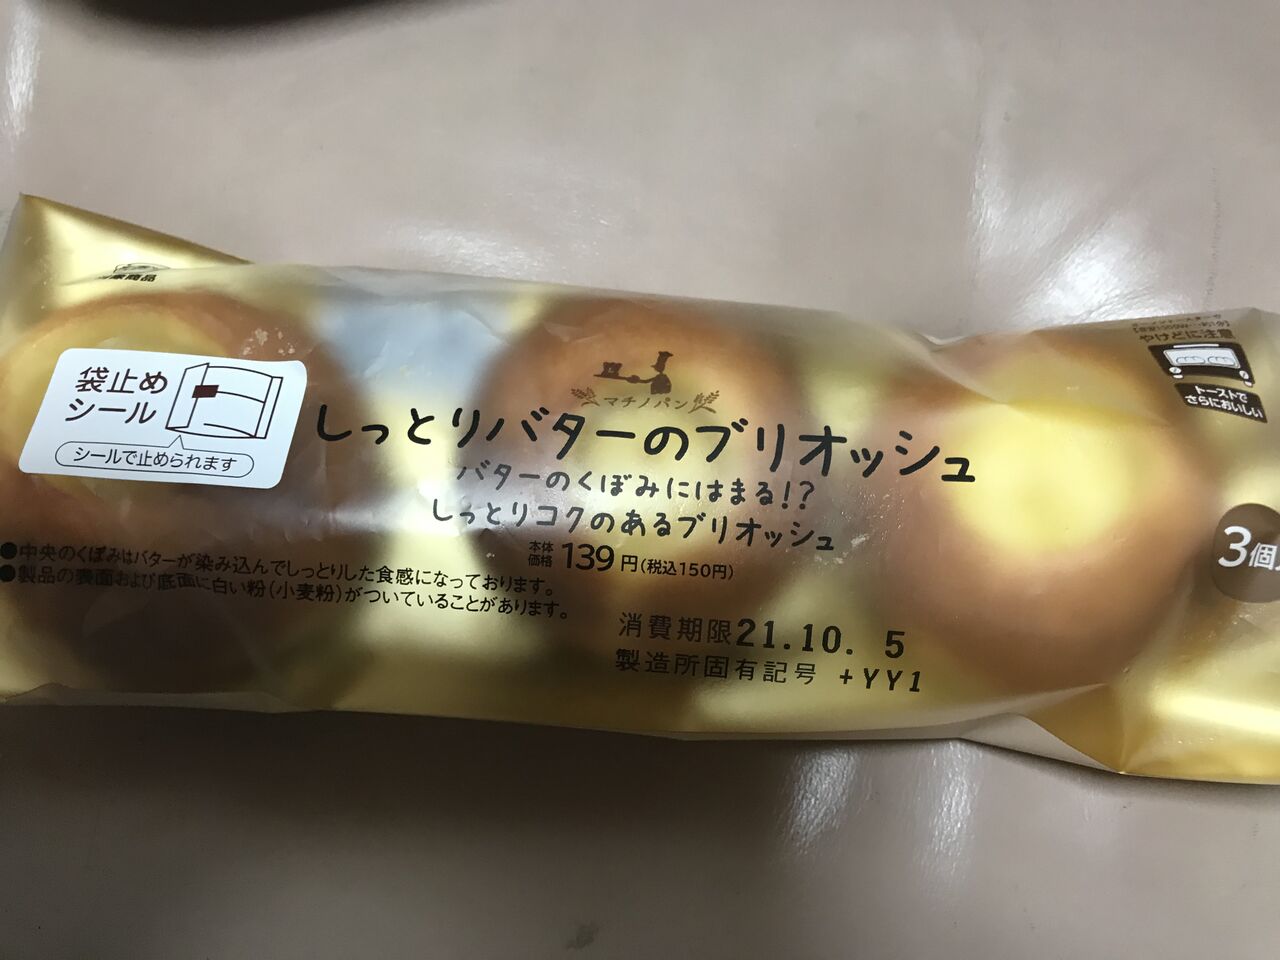 袋止め
シール
シールで止められます
マチノパン
しっとりバターのブリオッシュ
バターのくぼみにはまる!?
しっとりコクのあるブリオッシュ
本体価格 139円(税込150円)
●中央のくぼみはバターが染み込んでしっとりした食感になっております。
●製品の表面および底面に白い粉(小麦粉)がついていることがあります。
消費期限 21.10. 5
製造所固有記号 +YY1
やけどに注意
トーストで
さらにおいしい
3個